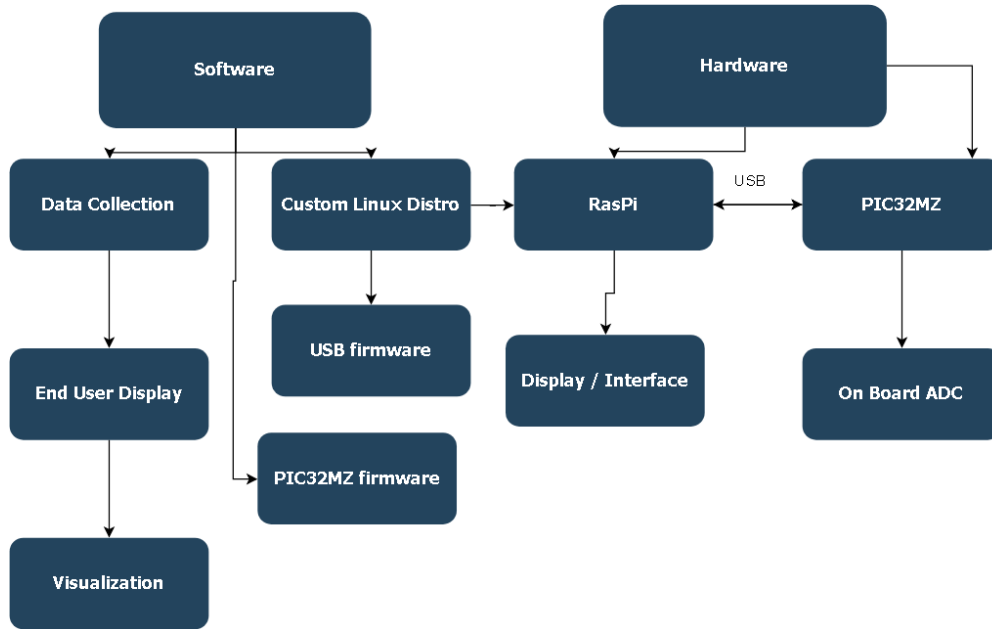 Software
Hardware
Data Collection
Custom Linux Distro
RasPi
USB
PIC32MZ
USB firmware
Display / Interface
End User Display
On Board ADC
PIC32MZ firmware
Visualization